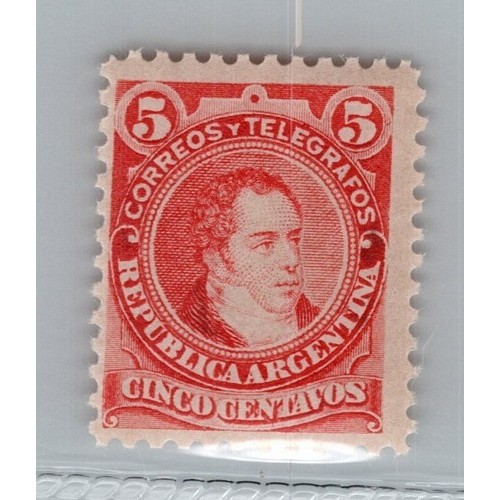 5 5
CORREOS Y TELEGRAFOS
REPUBLICA ARGENTINA
CINCO CENTAVOS